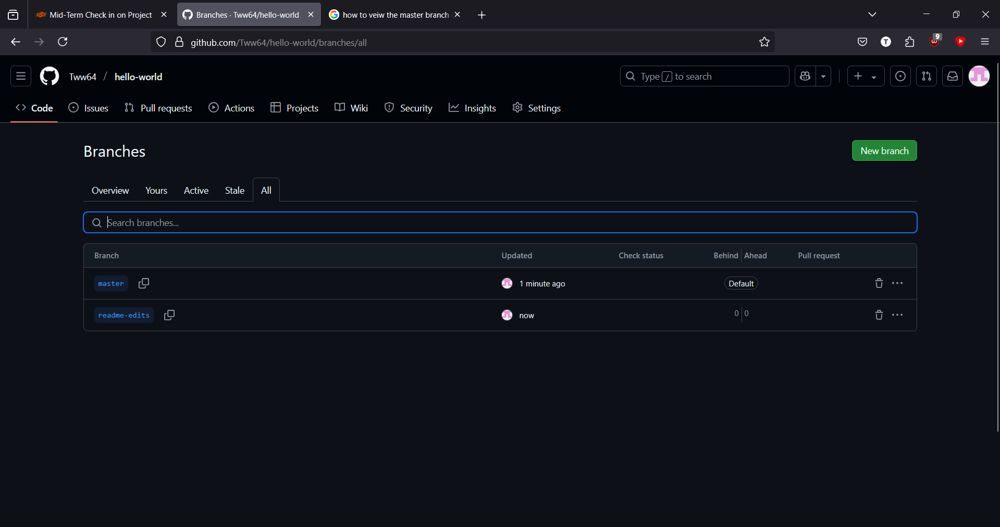 Mid-Term Check in on Project
Branches · Tww64/hello-world
how to veiw the master branch
github.com/Tww64/hello-world/branches/all
T
9
Tww64 / hello-world
Type / to search
Code
Issues
Pull requests
Actions
Projects
Wiki
Security
Insights
Settings
Branches
New branch
Overview
Yours
Active
Stale
All
Search branches...
Branch Updated Check status Behind Ahead Pull request
master 1 minute ago Default
readme-edits now 0 0